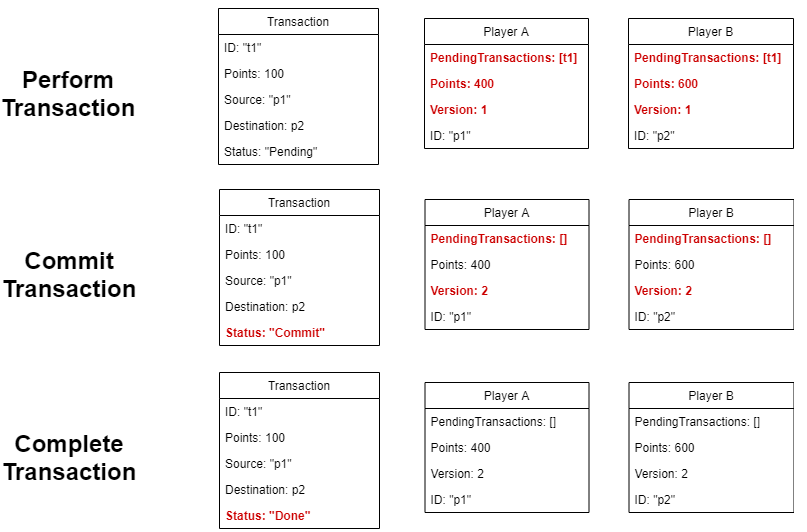 Perform
Transaction
Transaction
ID: "t1"
Points: 100
Source: "p1"
Destination: p2
Status: "Pending"
Player A
PendingTransactions: [t1]
Points: 400
Version: 1
ID: "p1"
Player B
PendingTransactions: [t1]
Points: 600
Version: 1
ID: "p2"
Commit
Transaction
Transaction
ID: "t1"
Points: 100
Source: "p1"
Destination: p2
Status: "Commit"
Player A
PendingTransactions: []
Points: 400
Version: 2
ID: "p1"
Player B
PendingTransactions: []
Points: 600
Version: 2
ID: "p2"
Complete
Transaction
Transaction
ID: "t1"
Points: 100
Source: "p1"
Destination: p2
Status: "Done"
Player A
PendingTransactions: []
Points: 400
Version: 2
ID: "p1"
Player B
PendingTransactions: []
Points: 600
Version: 2
ID: "p2"